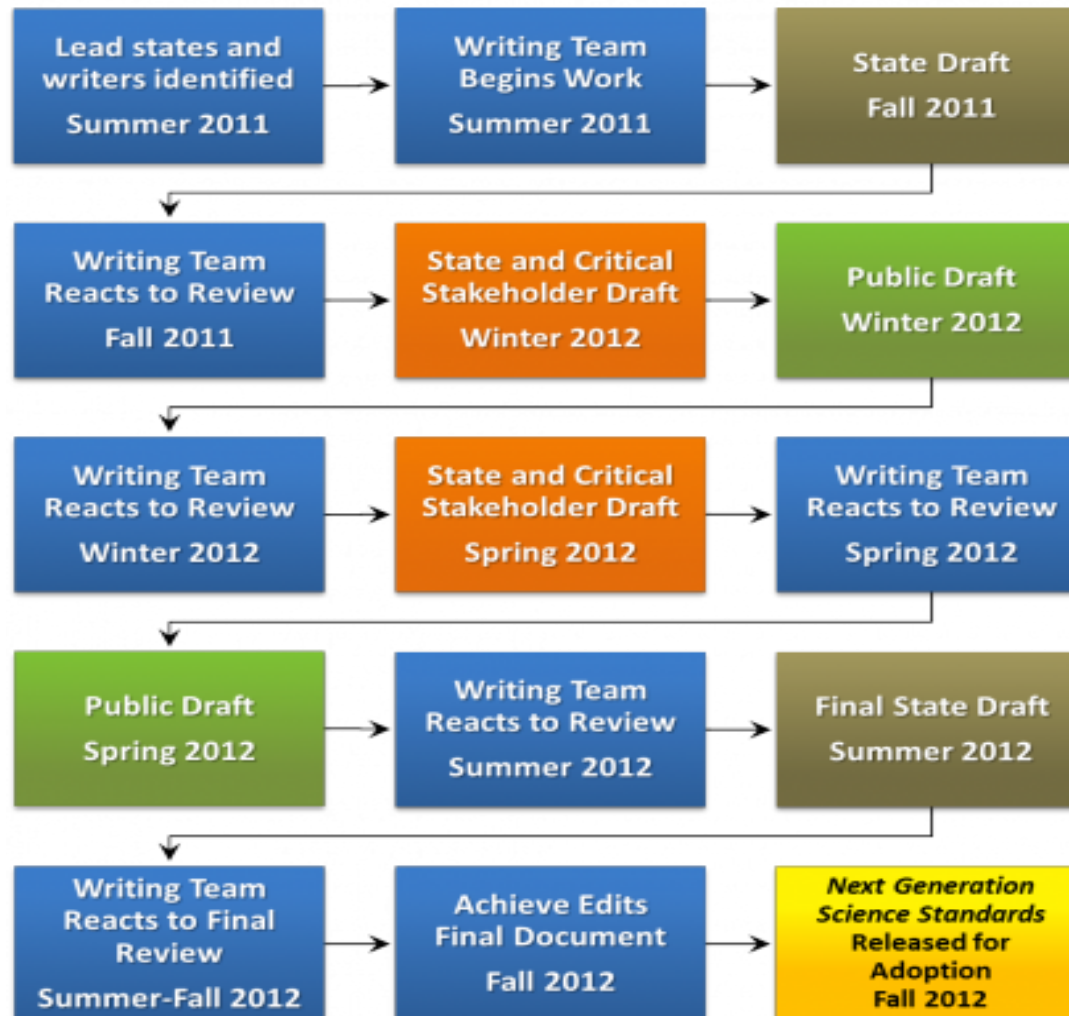 Lead states and
writers identified
Summer 2011
Writing Team
Begins Work
Summer 2011
State Draft
Fall 2011
Writing Team
Reacts to Review
Fall 2011
State and Critical
Stakeholder Draft
Winter 2012
Public Draft
Winter 2012
Writing Team
Reacts to Review
Winter 2012
State and Critical
Stakeholder Draft
Spring 2012
Writing Team
Reacts to Review
Spring 2012
Public Draft
Spring 2012
Writing Team
Reacts to Review
Summer 2012
Final State Draft
Summer 2012
Writing Team
Reacts to Final
Review
Summer-Fall 2012
Achieve Edits
Final Document
Fall 2012
Next Generation
Science Standards
Released for
Adoption
Fall 2012